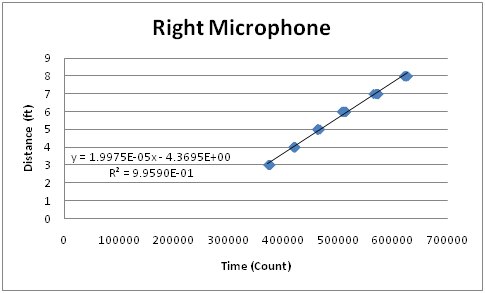 Right Microphone
9
8
7
6
5
4
3
2
1
0
Distance (ft)
y = 1.9975E-05x - 4.3695E+00
R² = 9.9590E-01
0 100000 200000 300000 400000 500000 600000 700000
Time (Count)